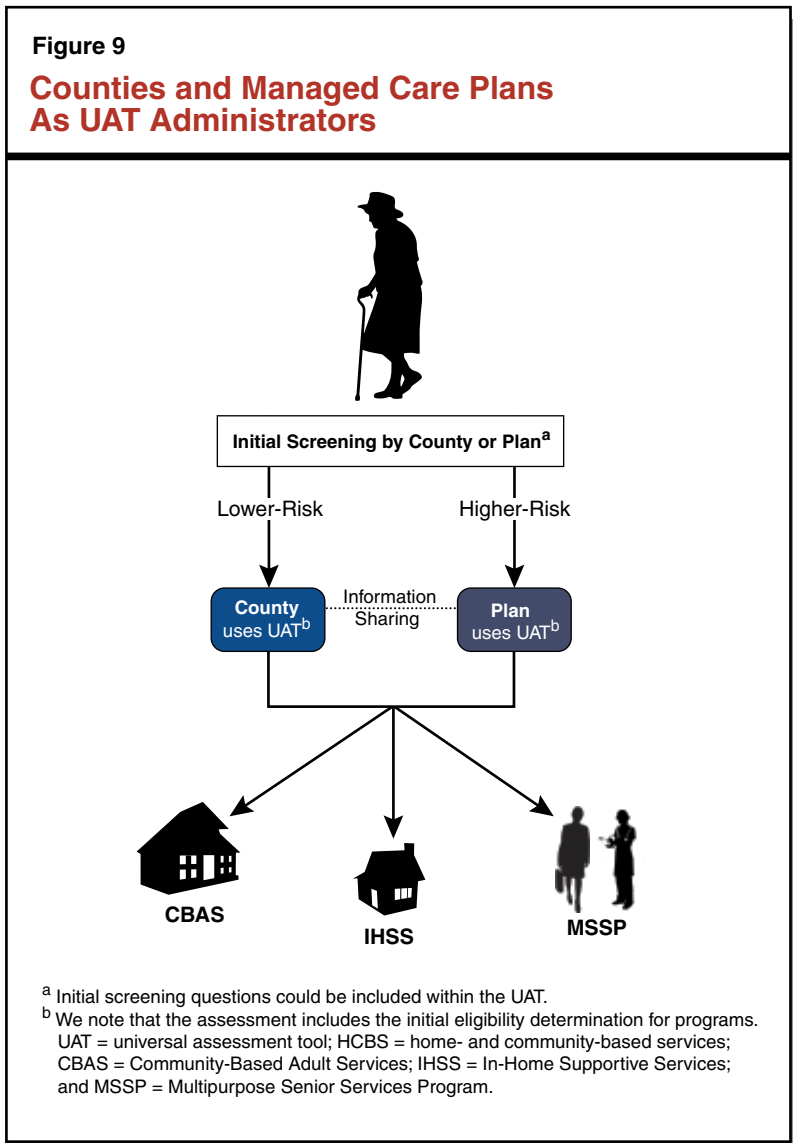 Figure 9
Counties and Managed Care Plans
As UAT Administrators
Initial Screening by County or Planᵃ
Lower-Risk
Higher-Risk
County
uses UATᵇ
Information
Sharing
Plan
uses UATᵇ
CBAS
IHSS
MSSP
ᵃ Initial screening questions could be included within the UAT.
ᵇ We note that the assessment includes the initial eligibility determination for programs.
UAT = universal assessment tool; HCBS = home- and community-based services;
CBAS = Community-Based Adult Services; IHSS = In-Home Supportive Services;
and MSSP = Multipurpose Senior Services Program.